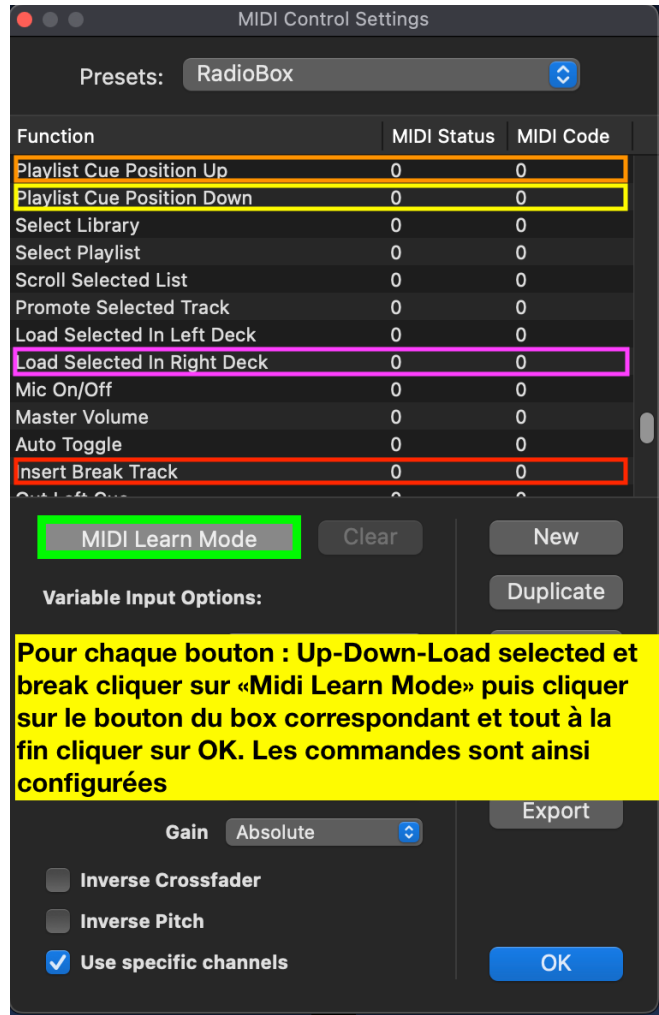 MIDI Control Settings
Presets: RadioBox
Function MIDI Status MIDI Code
Playlist Cue Position Up 0 0
Playlist Cue Position Down 0 0
Select Library 0 0
Select Playlist 0 0
Scroll Selected List 0 0
Promote Selected Track 0 0
Load Selected In Left Deck 0 0
Load Selected In Right Deck 0 0
Mic On/Off 0 0
Master Volume 0 0
Auto Toggle 0 0
Insert Break Track 0 0
MIDI Learn Mode Clear New
Variable Input Options: Duplicate
Pour chaque bouton : Up-Down-Load selected et
break cliquer sur «Midi Learn Mode» puis cliquer
sur le bouton du box correspondant et tout à la
fin cliquer sur OK. Les commandes sont ainsi
configurées
Export
Gain Absolute
Inverse Crossfader
Inverse Pitch
Use specific channels OK